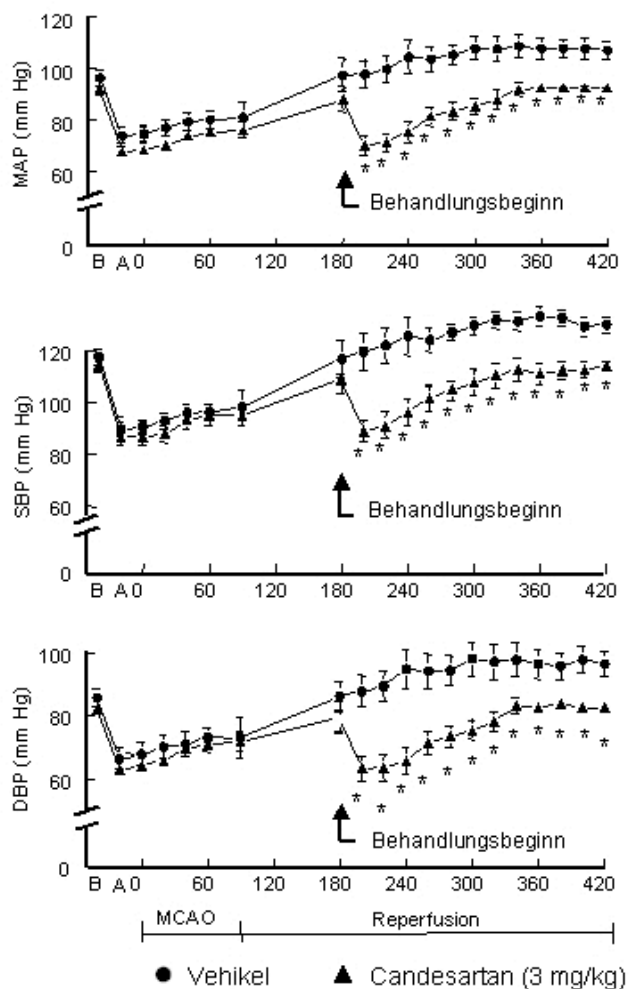 120
100
80
60
0
MAP (mm Hg)
* * * * * * * * * * * *
Behandlungsbeginn
B A 0 60 120 180 240 300 360 420
120
100
80
60
0
SBP (mm Hg)
* * * * * * * * * * * *
Behandlungsbeginn
B A 0 60 120 180 240 300 360 420
100
80
60
0
DBP (mm Hg)
* * * * * * * * * * * *
Behandlungsbeginn
B A 0 60 120 180 240 300 360 420
MCAO Reperfusion
Vehikel Candesartan (3 mg/kg)